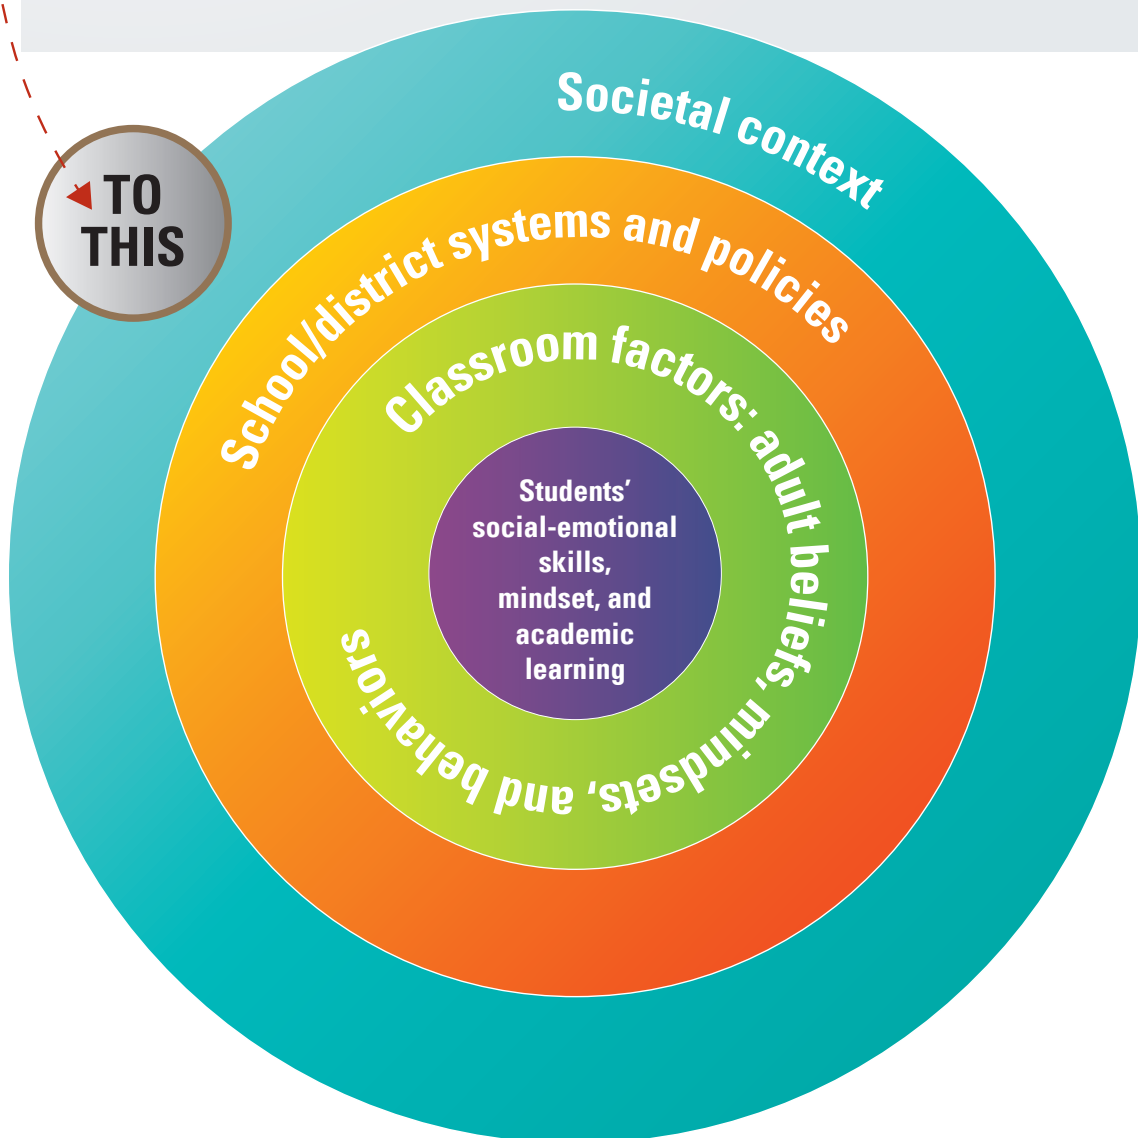 Societal context
TO
THIS
School/district systems and policies
Classroom factors: adult beliefs, mindsets, and behaviors
Students’
social-emotional
skills,
mindset, and
academic
learning